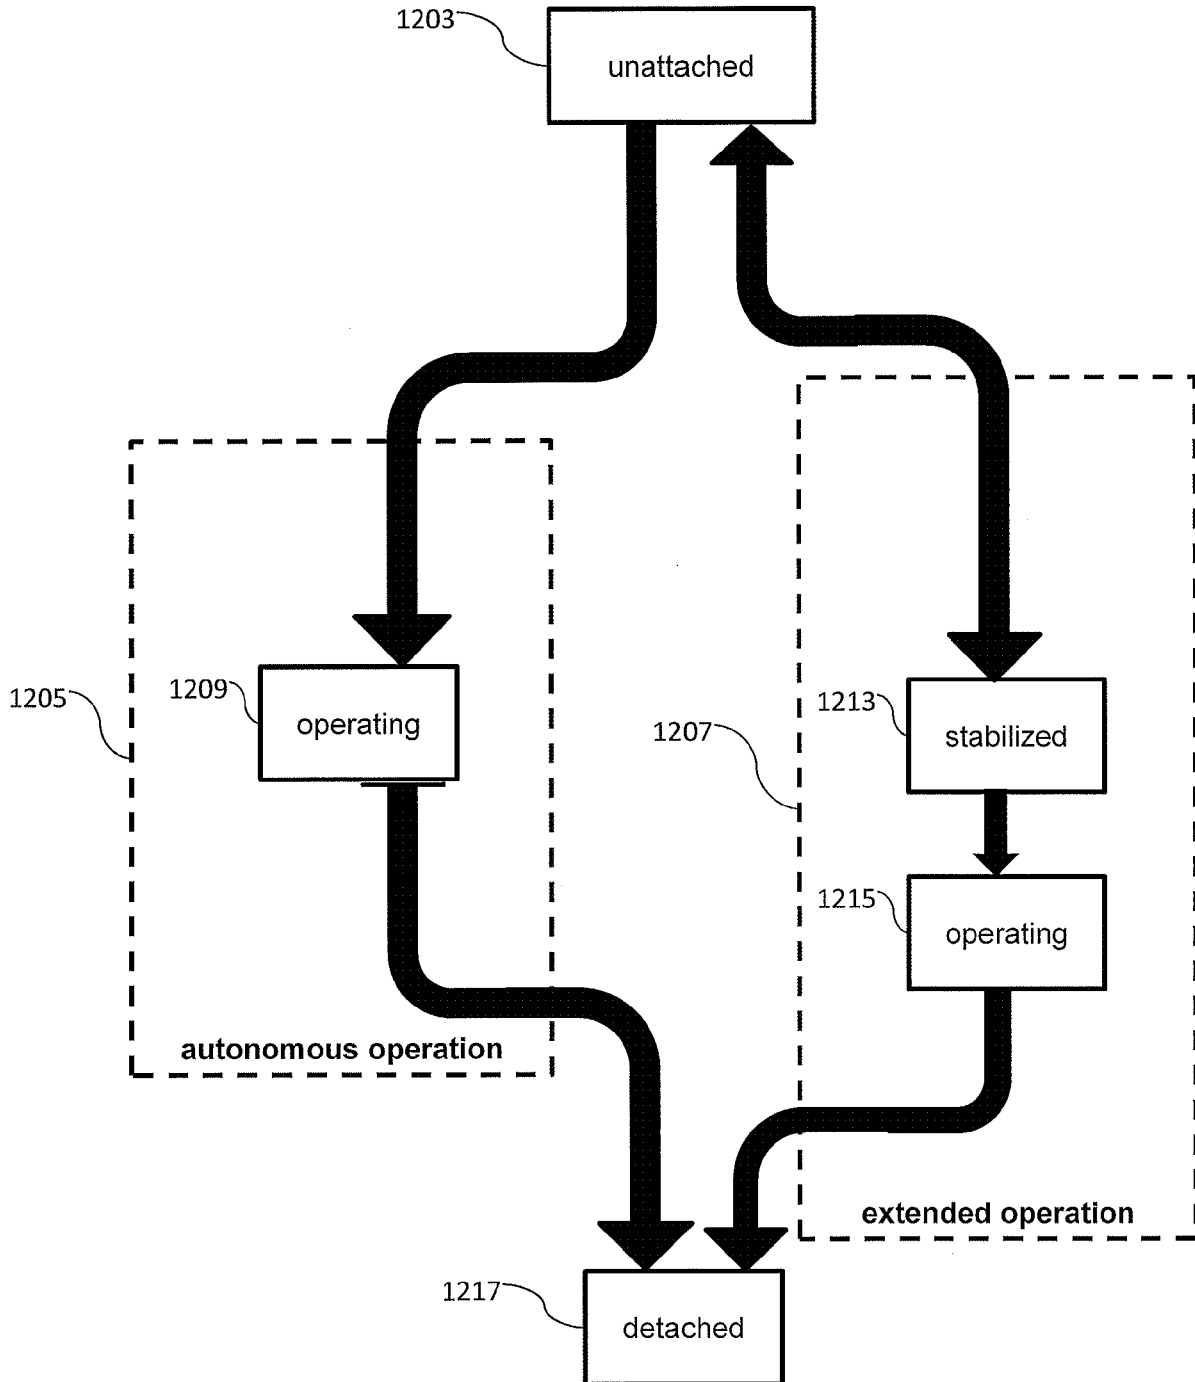 1203
unattached
1209
operating
1205
1213
stabilized
1207
1215
operating
autonomous operation
extended operation
1217
detached